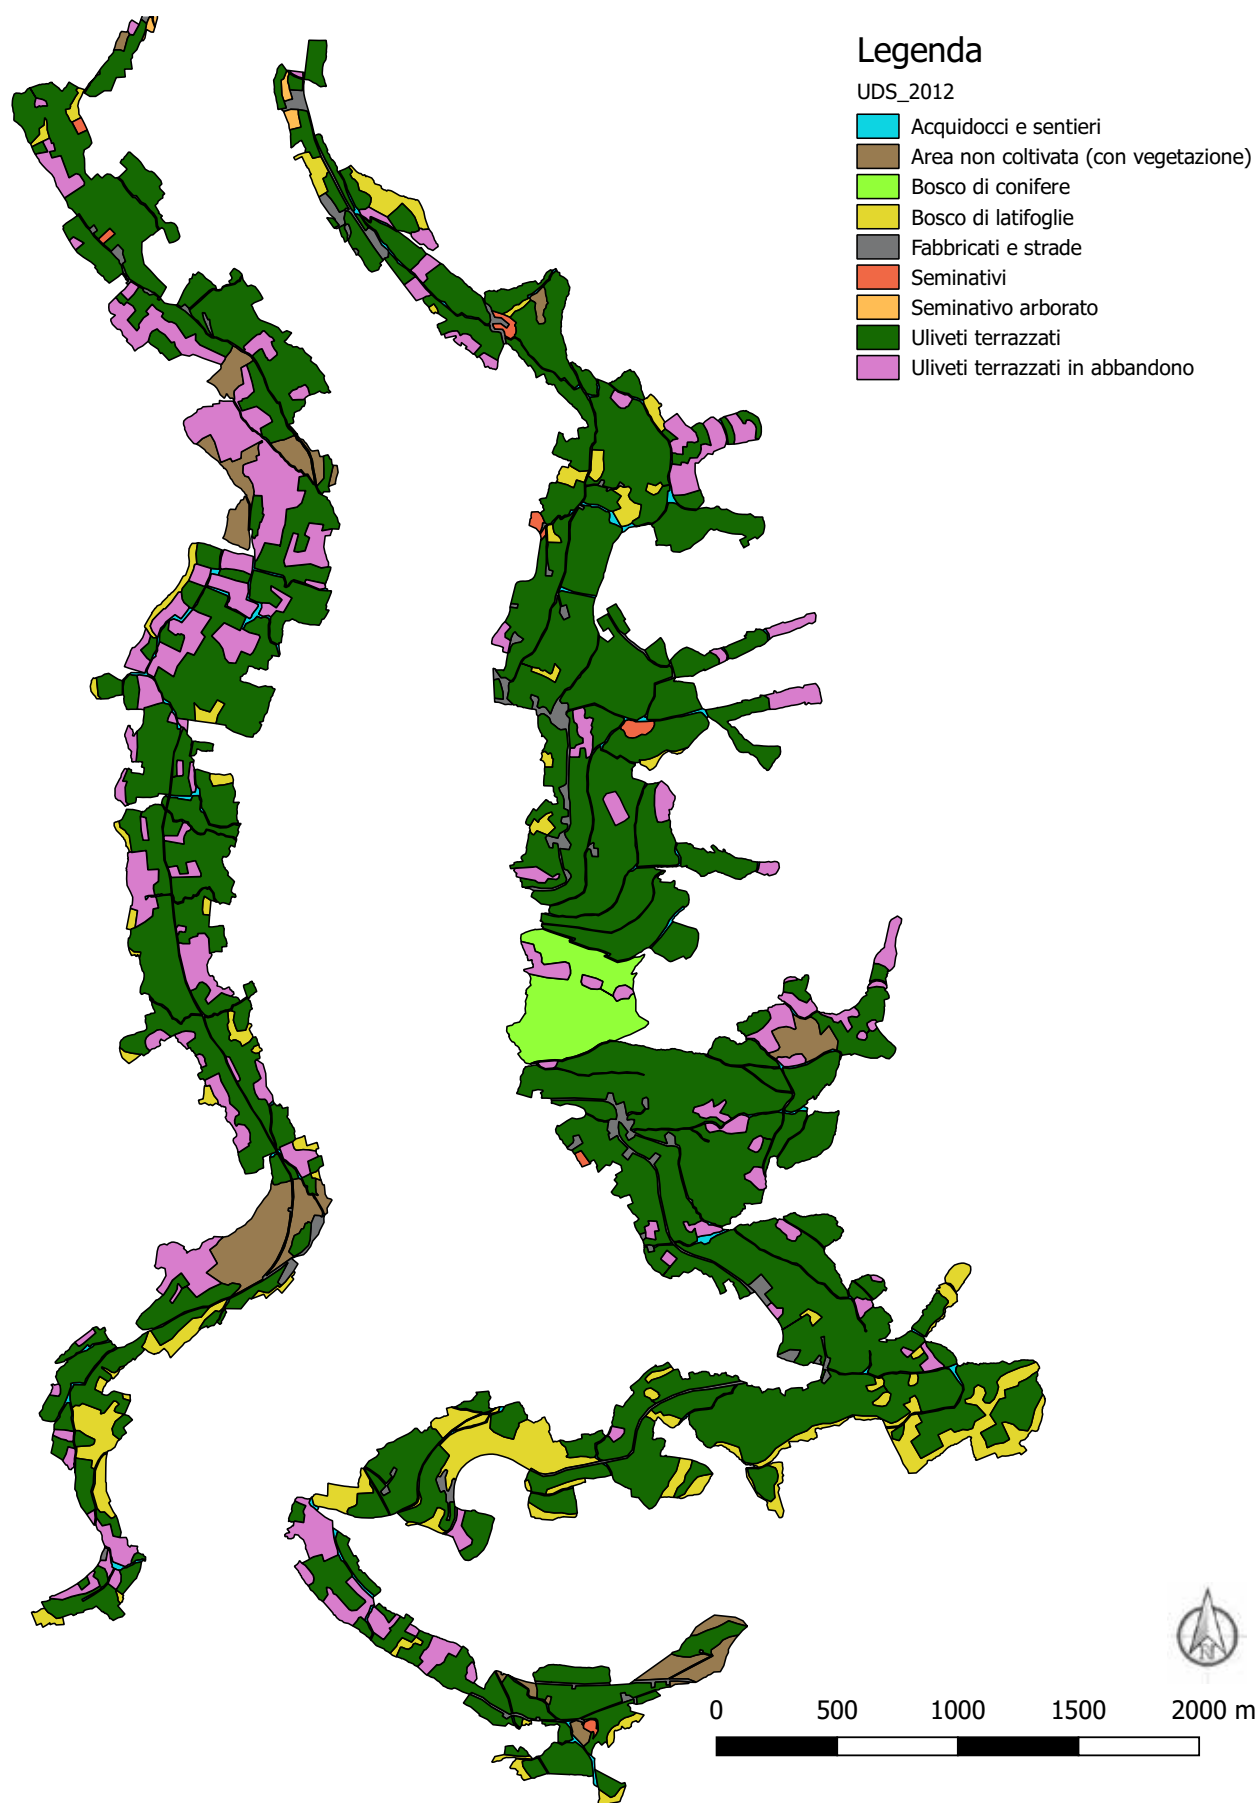 Legenda
UDS_2012
Acquidocci e sentieri
Area non coltivata (con vegetazione)
Bosco di conifere
Bosco di latifoglie
Fabbricati e strade
Seminativi
Seminativo arborato
Uliveti terrazzati
Uliveti terrazzati in abbandono
N
0 500 1000 1500 2000 m